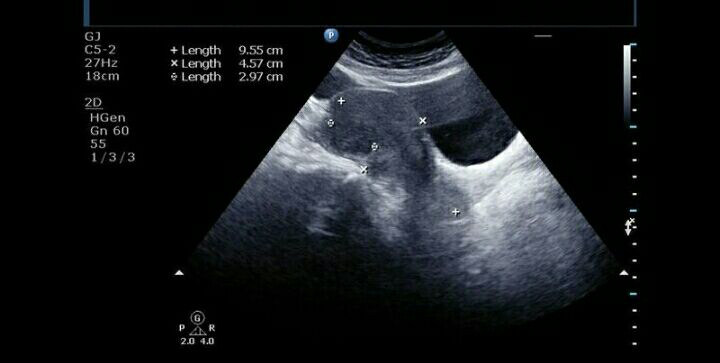 P
GJ
C5-2
27Hz
18cm
+ Length 9.55 cm
× Length 4.57 cm
Length 2.97 cm
2D
HGen
Gn 60
55
1/3/3
G
P R
2.0 4.0